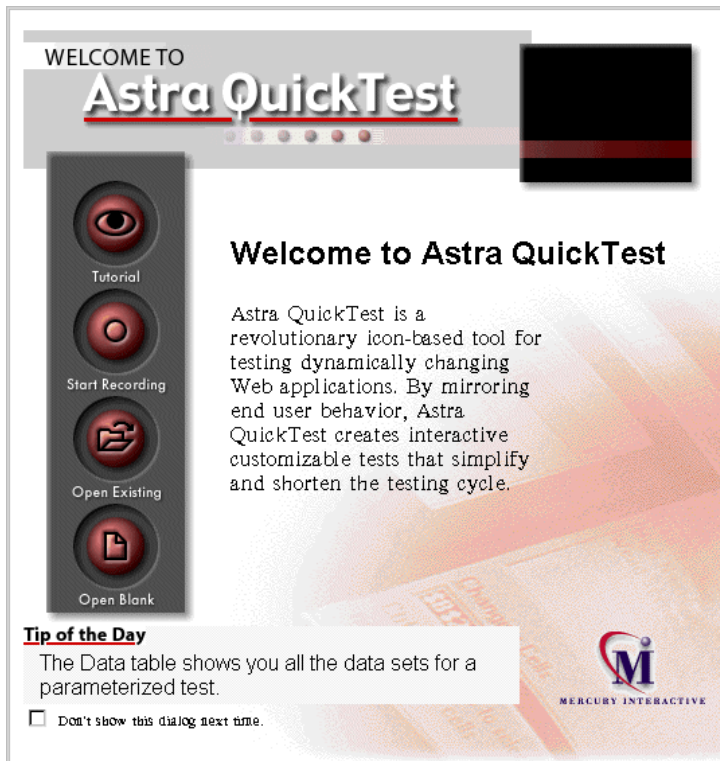 WELCOME TO
Astra QuickTest
Tutorial
Start Recording
Open Existing
Open Blank
Welcome to Astra QuickTest
Astra QuickTest is a
revolutionary icon-based tool for
testing dynamically changing
Web applications. By mirroring
end user behavior, Astra
QuickTest creates interactive
customizable tests that simplify
and shorten the testing cycle.
Tip of the Day
The Data table shows you all the data sets for a
parameterized test.
Don't show this dialog next time.
M
MERCURY INTERACTIVE